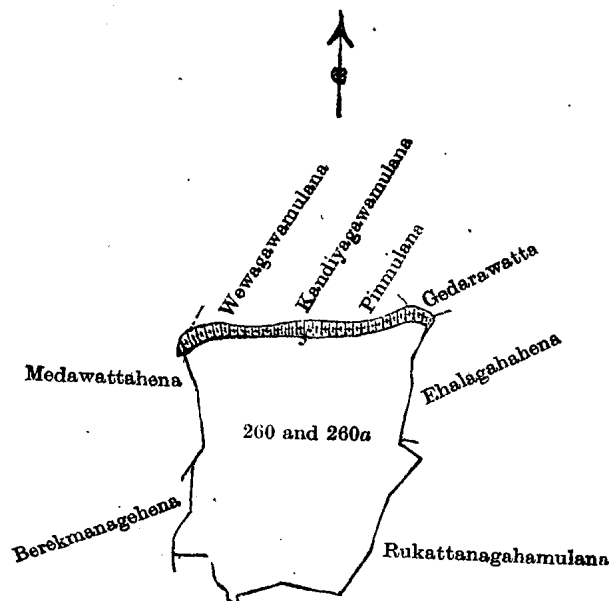 Wewagawamulana
Kandiyagawamulana
Pinmulana
Gedarawatta
Medawattahena
Ehalagahahena
260 and 260a
Berekmanagehena
Rukattanagahamulana